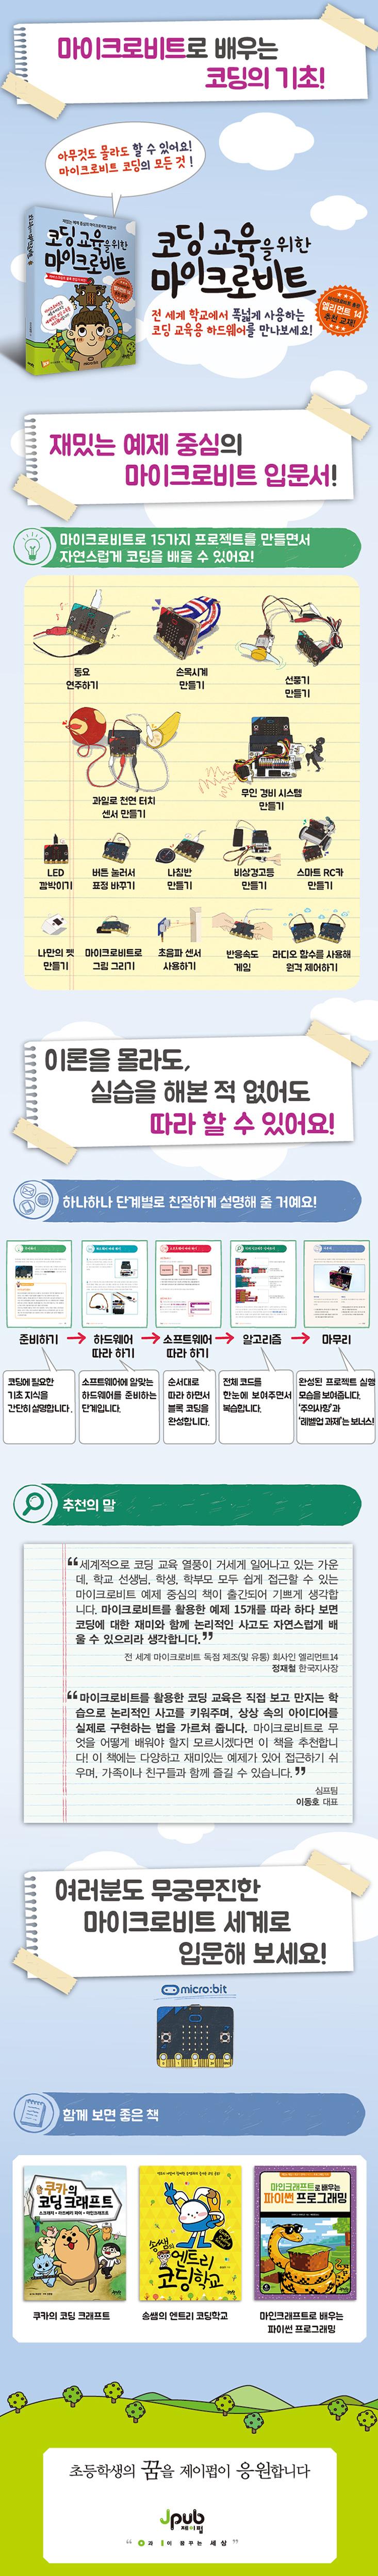 마이크로비트로 배우는
코딩의 기초!
아무것도 몰라도 할 수 있어요!
마이크로비트 코딩의 모든 것!
코딩 교육을 위한
마이크로비트
코딩 교육을 위한
마이크로비트
전 세계 학교에서 폭넓게 사용하는
코딩 교육용 하드웨어를 만나보세요!
엘리먼트 14
추천 교재!
재밌는 예제 중심의
마이크로비트 입문서!
마이크로비트로 15가지 프로젝트를 만들면서
자연스럽게 코딩을 배울 수 있어요!
동요
연주하기
손목시계
만들기
선풍기
만들기
과일로 천연 터치
센서 만들기
무인 경비 시스템
만들기
LED
깜박이기
버튼 눌러서
표정 바꾸기
나침반
만들기
비상경고등
만들기
스마트 RC카
만들기
나만의 펫
만들기
마이크로비트로
그림 그리기
초음파 센서
사용하기
반응속도
게임
라디오 함수를 사용해
원격 제어하기
이론을 몰라도,
실습을 해본 적 없어도
따라 할 수 있어요!
하나하나 단계별로 친절하게 설명해 줄 거예요!
준비하기
하드웨어
따라 하기
소프트웨어
따라 하기
알고리즘
마무리
코딩에 필요한
기초 지식을
간단히 설명합니다.
소프트웨어에 알맞는
하드웨어를 준비하는
단계입니다.
순서대로
따라 하면서
블록 코딩을
완성합니다.
전체 코드를
한눈에 보여주면서
복습합니다.
완성된 프로젝트 실행
모습을 보여줍니다.
'주의사항'과
'레벨업 과제'는 보너스!
추천의 말
“세계적으로 코딩 교육 열풍이 거세게 일어나고 있는 가운
데, 학교 선생님, 학생, 학부모 모두 쉽게 접근할 수 있는
마이크로비트 예제 중심의 책이 출간되어 기쁘게 생각합
니다. 마이크로비트를 활용한 예제 15개를 따라 하다 보면
코딩에 대한 재미와 함께 논리적인 사고도 자연스럽게 배
울 수 있으리라 생각합니다.”
전 세계 마이크로비트 독점 제조(및 유통) 회사인 엘리먼트14
정재철 한국지사장
“마이크로비트를 활용한 코딩 교육은 직접 보고 만지는 학
습으로 논리적인 사고를 키워주며, 상상 속의 아이디어를
실제로 구현하는 법을 가르쳐 줍니다. 마이크로비트로 무
엇을 어떻게 배워야 할지 모르시겠다면 이 책을 추천합니
다! 이 책에는 다양하고 재미있는 예제가 있어 접근하기 쉬
우며, 가족이나 친구들과 함께 즐길 수 있습니다.”
심프팀
이동호 대표
여러분도 무궁무진한
마이크로비트 세계로
입문해 보세요!
micro:bit
함께 보면 좋은 책
쿠카의
코딩 크래프트
송쌤의
엔트리
코딩학교
마인크래프트로 배우는
파이썬 프로그래밍
쿠카의 코딩 크래프트
송쌤의 엔트리 코딩학교
마인크래프트로 배우는
파이썬 프로그래밍
초등학생의 꿈을 제이펍이 응원합니다
Jpub
제이펍